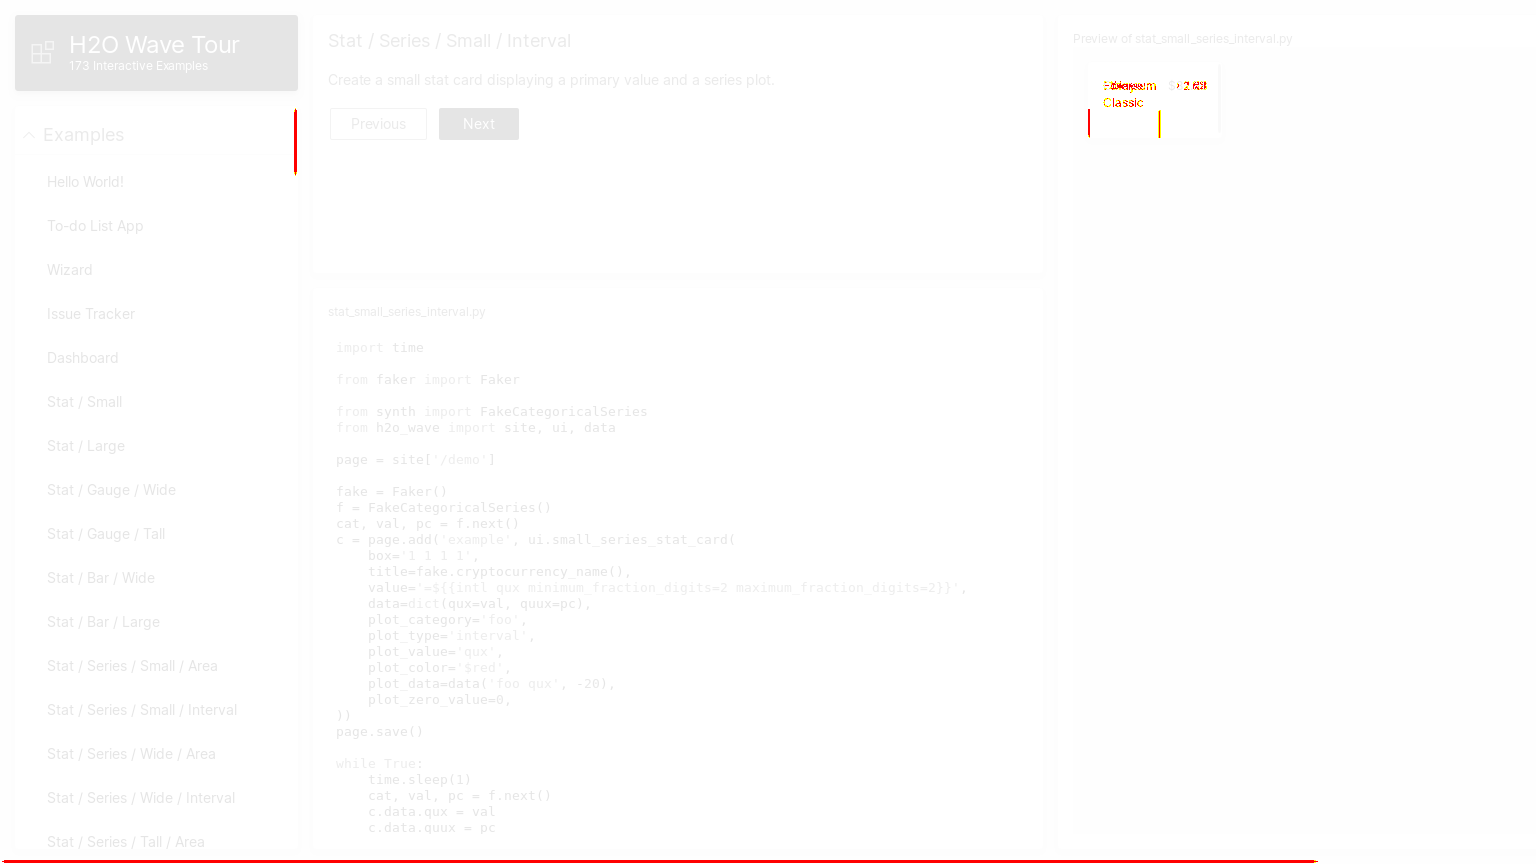 H2O Wave Tour
173 Interactive Examples
Examples
Hello World!
To-do List App
Wizard
Issue Tracker
Dashboard
Stat / Small
Stat / Large
Stat / Gauge / Wide
Stat / Gauge / Tall
Stat / Bar / Wide
Stat / Bar / Large
Stat / Series / Small / Area
Stat / Series / Small / Interval
Stat / Series / Wide / Area
Stat / Series / Wide / Interval
Stat / Series / Tall / Area
Stat / Series / Small / Interval
Create a small stat card displaying a primary value and a series plot.
Previous
Next
stat_small_series_interval.py
import time
from faker import Faker
from synth import FakeCategoricalSeries
from h2o_wave import site, ui, data
page = site['/demo']
fake = Faker()
f = FakeCategoricalSeries()
cat, val, pc = f.next()
c = page.add('example', ui.small_series_stat_card(
    box='1 1 1 1',
    title=fake.cryptocurrency_name(),
    value='=${{intl qux minimum_fraction_digits=2 maximum_fraction_digits=2}}',
    data=dict(qux=val, quux=pc),
    plot_category='foo',
    plot_type='interval',
    plot_value='qux',
    plot_color='$red',
    plot_data=data('foo qux', -20),
    plot_zero_value=0,
))
page.save()
while True:
    time.sleep(1)
    cat, val, pc = f.next()
    c.data.qux = val
    c.data.quux = pc
Preview of stat_small_series_interval.py
Classic